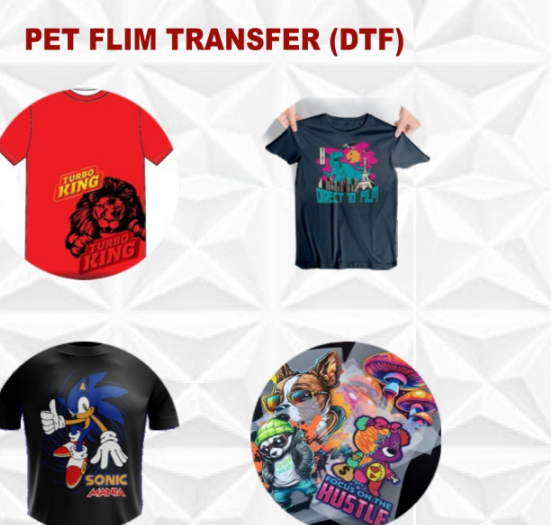 PET FLIM TRANSFER (DTF)
TURBO
KING
TURBO
KING
DIRECT TO FILM
SONIC
MANIA
FOCUS ON THE
HUSTLE